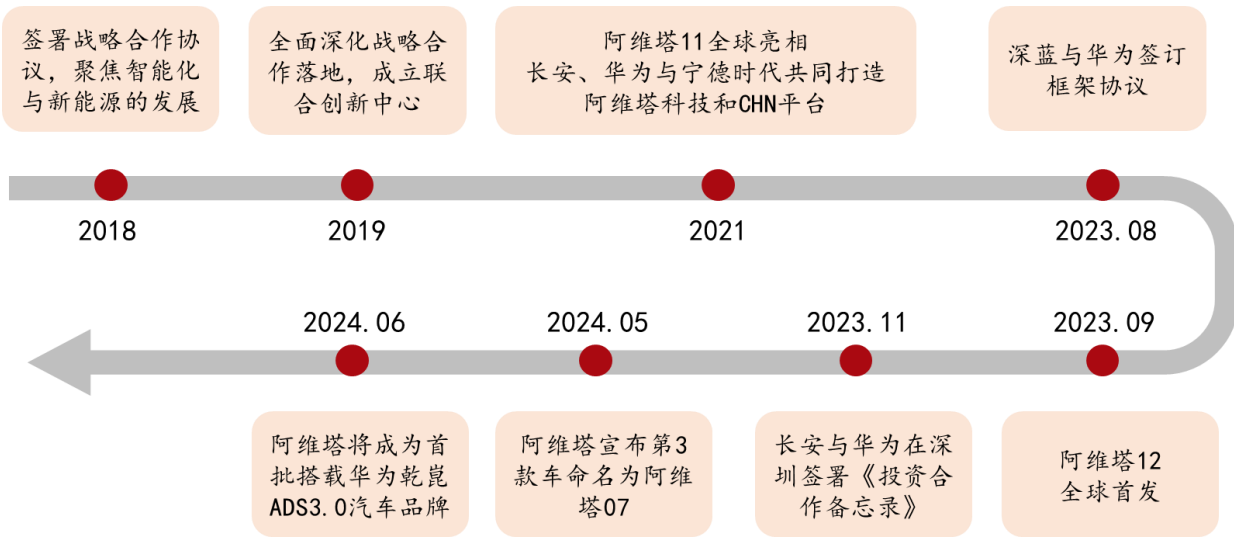 签署战略合作协
议，聚焦智能化
与新能源的发展
全面深化战略合
作落地，成立联
合创新中心
阿维塔11全球亮相
长安、华为与宁德时代共同打造
阿维塔科技和CHN平台
深蓝与华为签订
框架协议
2018
2019
2021
2023.08
2024.06
2024.05
2023.11
2023.09
阿维塔将成为首
批搭载华为乾崑
ADS3.0汽车品牌
阿维塔宣布第3
款车命名为阿维
塔07
长安与华为在深
圳签署《投资合
作备忘录》
阿维塔12
全球首发